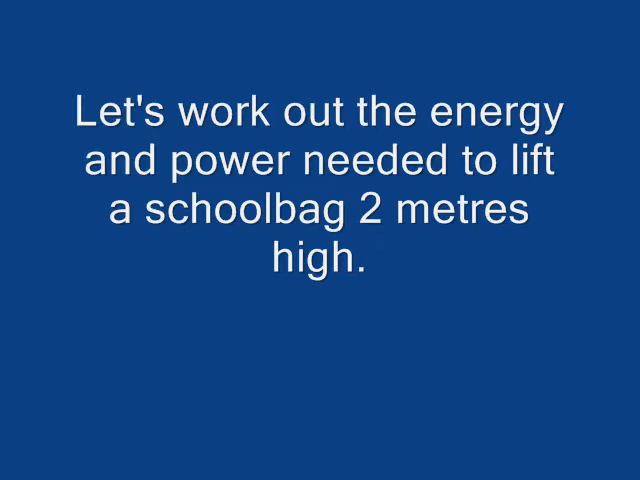 Let's work out the energy
and power needed to lift
a schoolbag 2 metres
high.